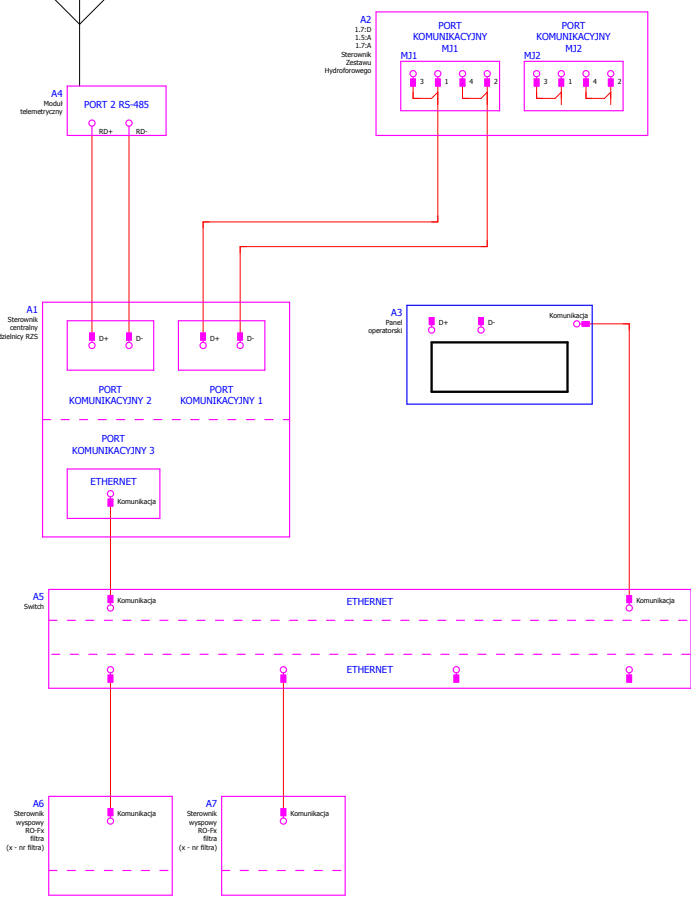 A2
1.7:D
1.5:A
1.7:A
Sterownik
Zestawu
Hydroforowego
PORT
KOMUNIKACYJNY
MJ1
PORT
KOMUNIKACYJNY
MJ2
MJ1
3
1
4
2
MJ2
3
1
4
2
A4
Moduł
telemetryczny
PORT 2 RS-485
RD+
RD-
A1
Sterownik
centralny
dzielnicy RZS
D+
D-
D+
D-
PORT
KOMUNIKACYJNY 2
PORT
KOMUNIKACYJNY 1
PORT
KOMUNIKACYJNY 3
ETHERNET
Komunikacja
A3
Panel
operatorski
D+
D-
Komunikacja
A5
Switch
Komunikacja
ETHERNET
Komunikacja
ETHERNET
A6
Sterownik
wyspowy
RO-Fx
filtra
(x - nr filtra)
Komunikacja
A7
Sterownik
wyspowy
RO-Fx
filtra
(x - nr filtra)
Komunikacja